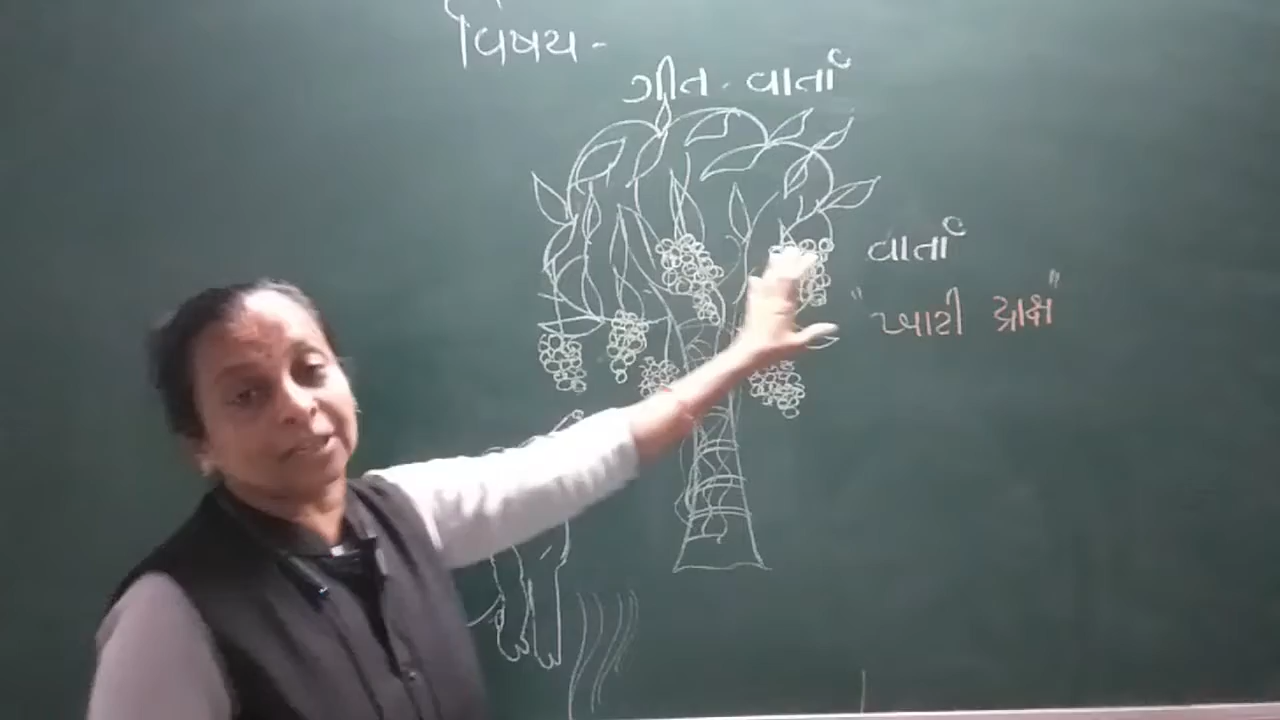 વિષય -
ગીત - વાર્તા
વાર્તા
"ખાટી દ્રાક્ષ"